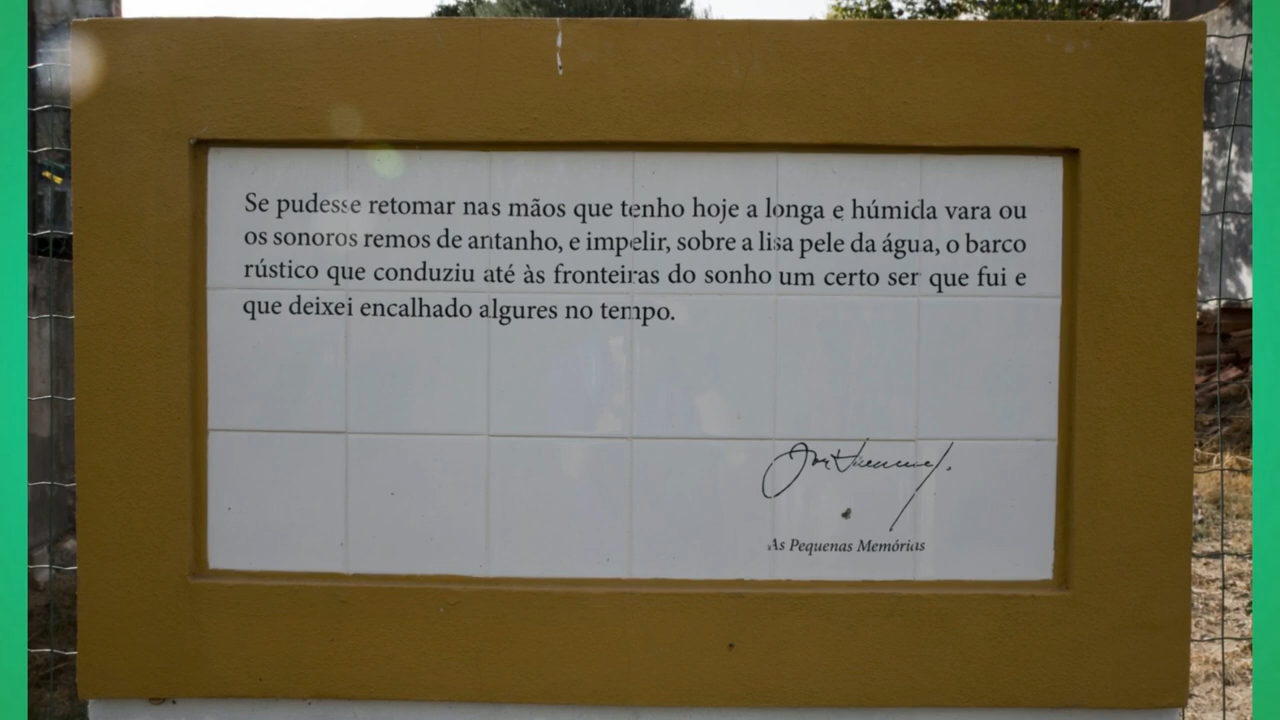 Se pudesse retomar nas mãos que tenho hoje a longa e húmida vara ou
os sonoros remos de antanho, e impelir, sobre a lisa pele da água, o barco
rústico que conduziu até às fronteiras do sonho um certo ser que fui e
que deixei encalhado algures no tempo.
As Pequenas Memórias